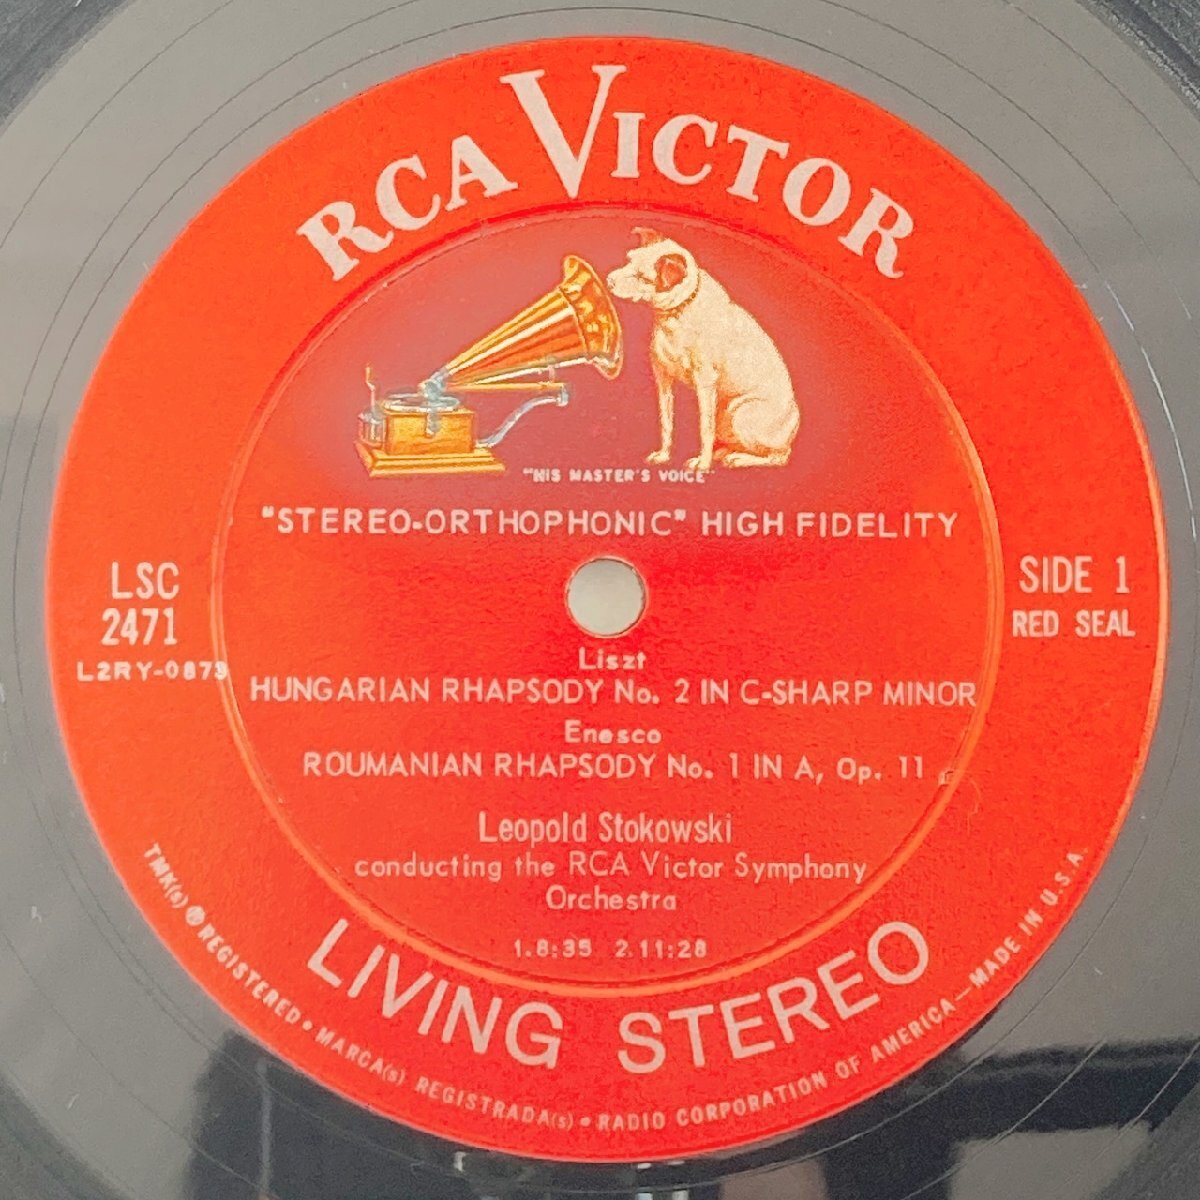 RCA VICTOR
"HIS MASTER'S VOICE"
"STEREO-ORTHOPHONIC" HIGH FIDELITY
LSC
2471
L2RY-0879
SIDE 1
RED SEAL
Liszt
HUNGARIAN RHAPSODY No. 2 IN C-SHARP MINOR
Enesco
ROUMANIAN RHAPSODY No. 1 IN A, Op. 11
Leopold Stokowski
conducting the RCA Victor Symphony
Orchestra
1.8:35 2.11:28
LIVING STEREO
TMK(s) ® REGISTERED • MARCA(s) REGISTRADA(s) • RADIO CORPORATION OF AMERICA—MADE IN U.S.A.